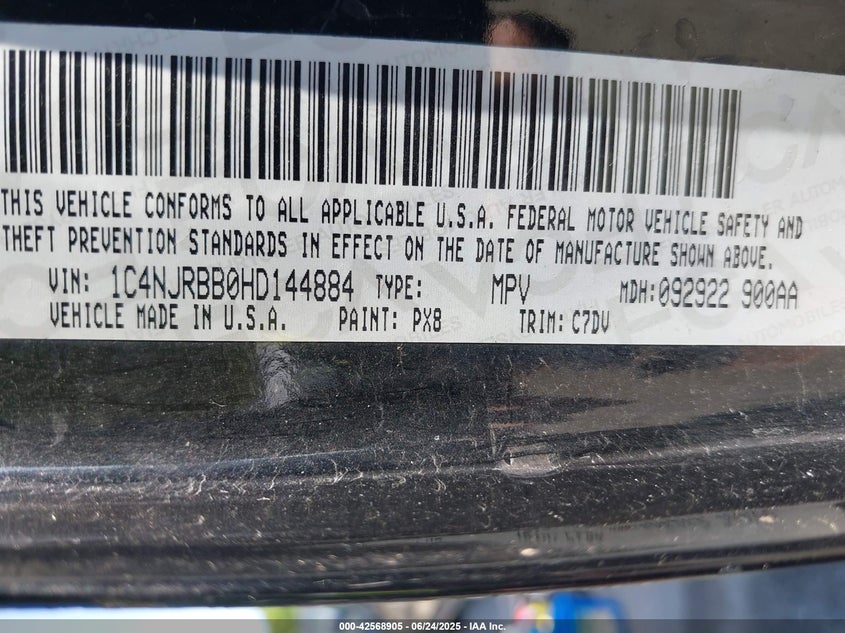 THIS VEHICLE CONFORMS TO ALL APPLICABLE U.S.A. FEDERAL MOTOR VEHICLE SAFETY AND
THEFT PREVENTION STANDARDS IN EFFECT ON THE DATE OF MANUFACTURE SHOWN ABOVE.
VIN: 1C4NJRBB0HD144884 TYPE: MPV MDH:092922 900AA
VEHICLE MADE IN U.S.A. PAINT: PX8 TRIM: C7DV
000-42568905 - 06/24/2025 - IAA Inc.